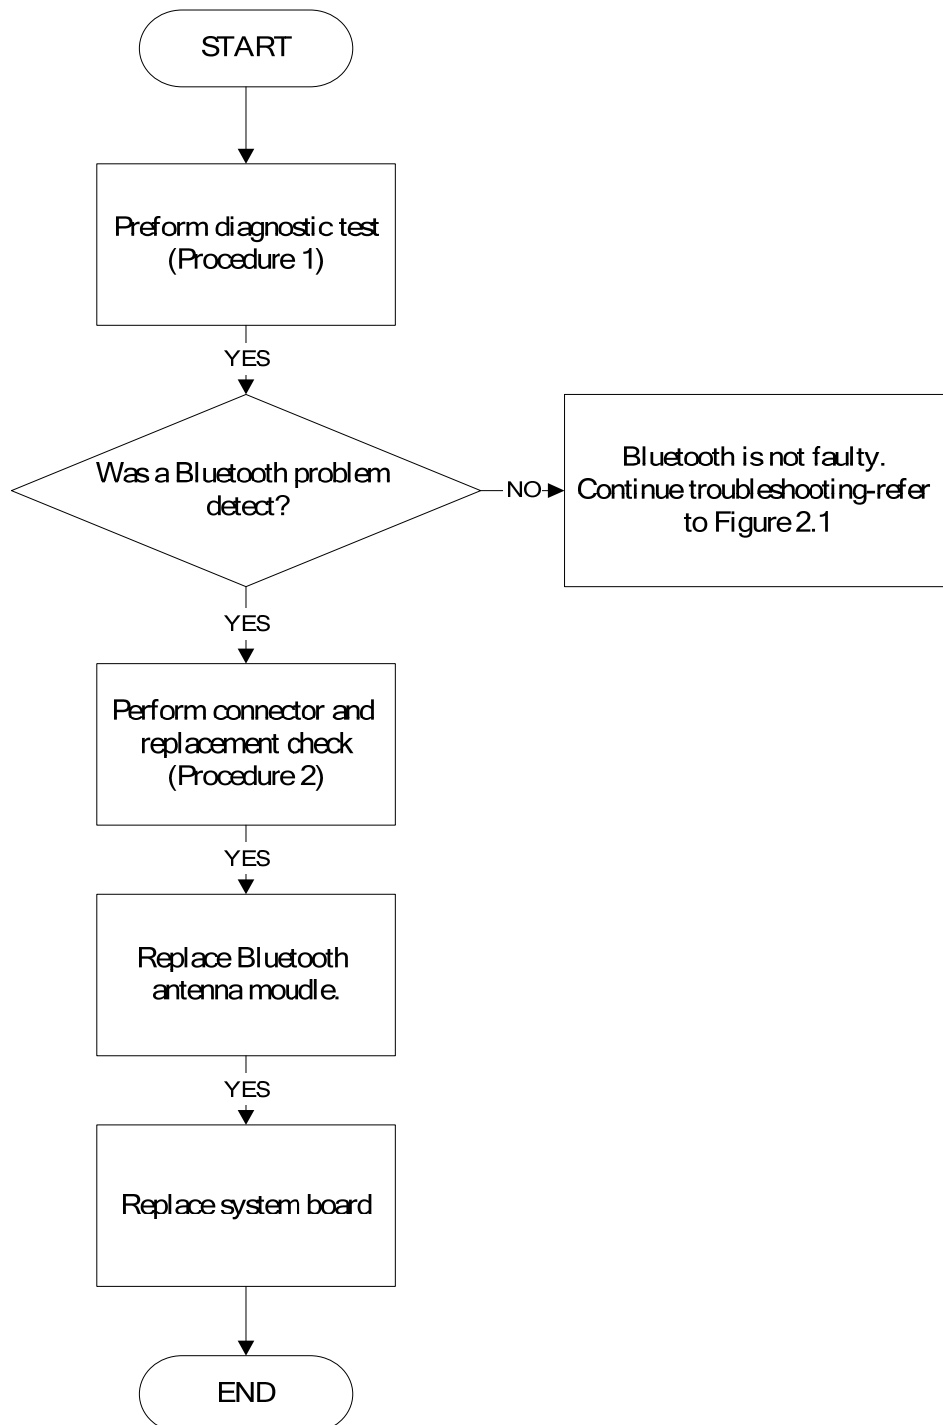 START
Preform diagnostic test
(Procedure 1)
YES
Was a Bluetooth problem
detect?
NO
Bluetooth is not faulty.
Continue troubleshooting-refer
to Figure 2.1
YES
Perform connector and
replacement check
(Procedure 2)
YES
Replace Bluetooth
antenna moudle.
YES
Replace system board
END